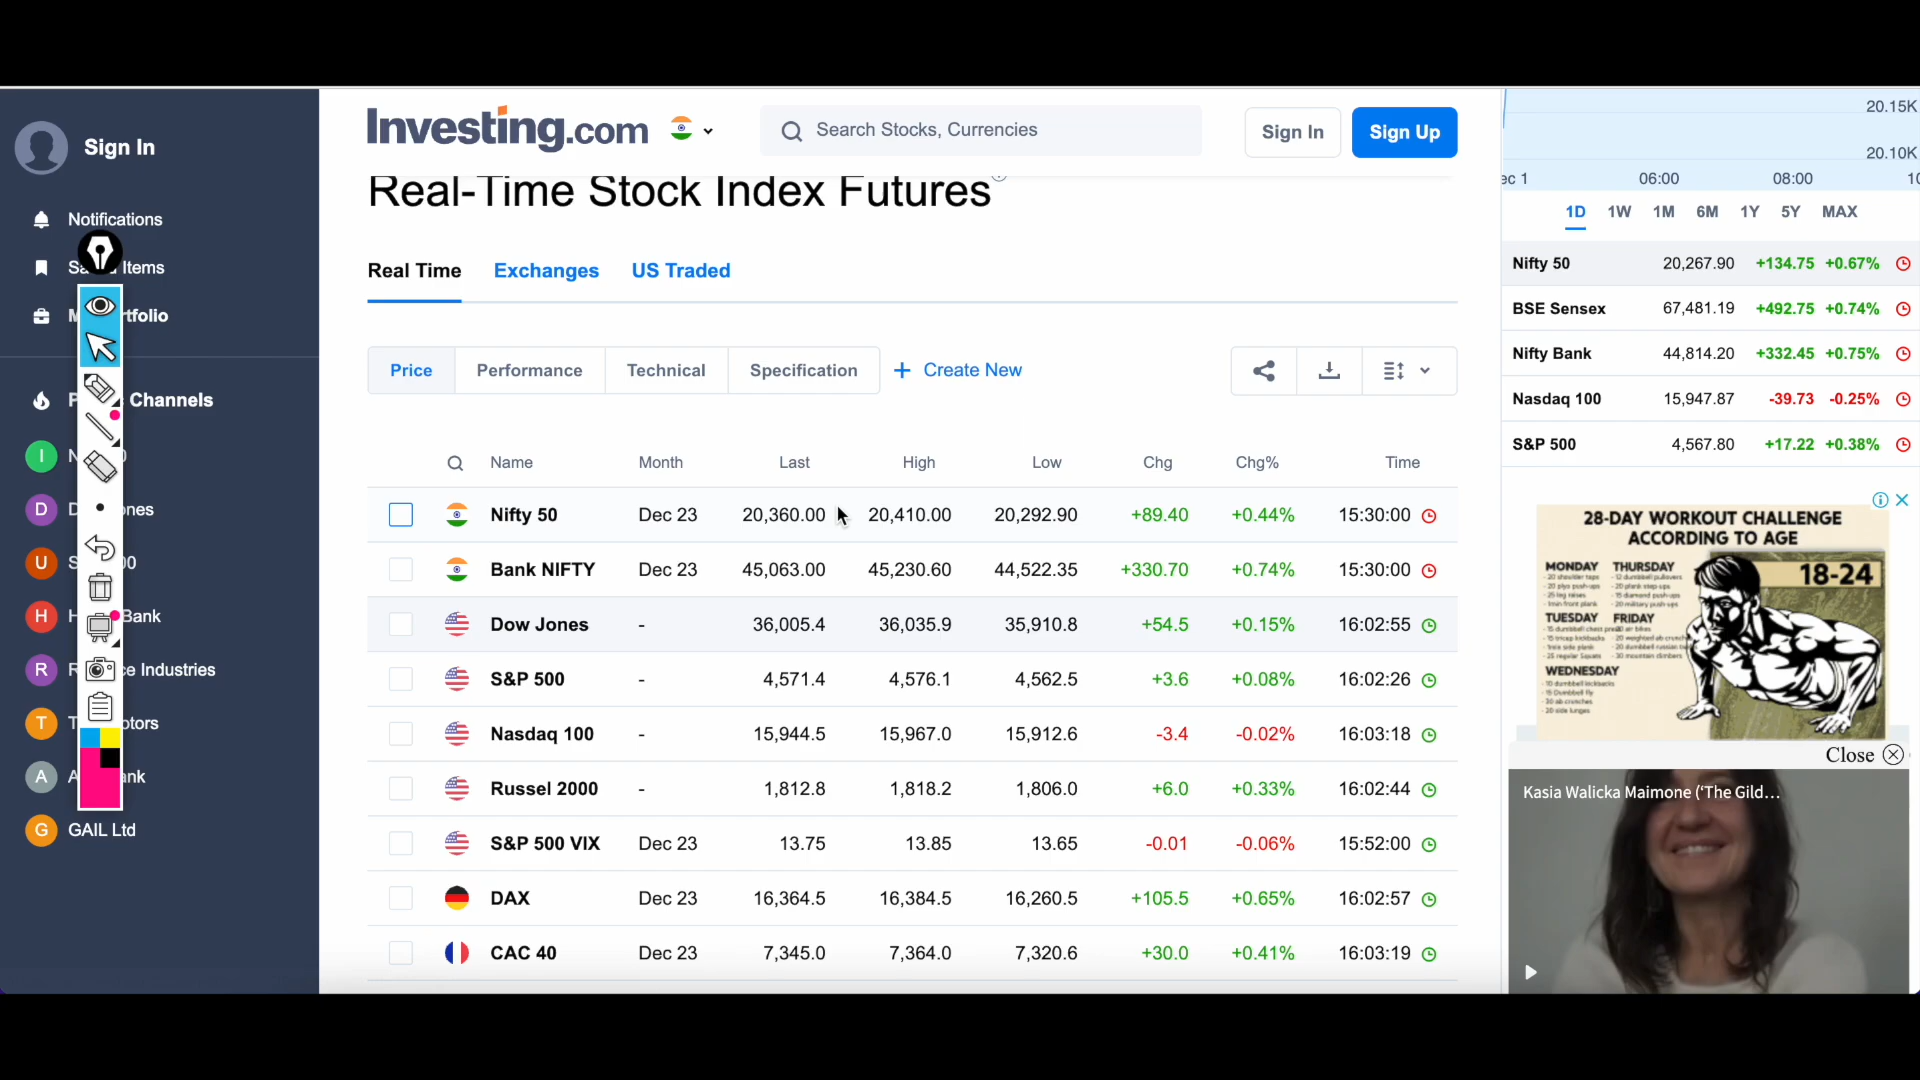 Sign In
Notifications
Items
tfolio
Channels
I
D
nes
U
00
H
Bank
R
e Industries
T
otors
A
nk
G GAIL Ltd
Investing.com
Search Stocks, Currencies
Sign In
Sign Up
Real-Time Stock Index Futures
Real Time Exchanges US Traded
Price Performance Technical Specification + Create New
Name Month Last High Low Chg Chg% Time
Nifty 50 Dec 23 20,360.00 20,410.00 20,292.90 +89.40 +0.44% 15:30:00
Bank NIFTY Dec 23 45,063.00 45,230.60 44,522.35 +330.70 +0.74% 15:30:00
Dow Jones - 36,005.4 36,035.9 35,910.8 +54.5 +0.15% 16:02:55
S&P 500 - 4,571.4 4,576.1 4,562.5 +3.6 +0.08% 16:02:26
Nasdaq 100 - 15,944.5 15,967.0 15,912.6 -3.4 -0.02% 16:03:18
Russel 2000 - 1,812.8 1,818.2 1,806.0 +6.0 +0.33% 16:02:44
S&P 500 VIX Dec 23 13.75 13.85 13.65 -0.01 -0.06% 15:52:00
DAX Dec 23 16,364.5 16,384.5 16,260.5 +105.5 +0.65% 16:02:57
CAC 40 Dec 23 7,345.0 7,364.0 7,320.6 +30.0 +0.41% 16:03:19
20.15K
20.10K
ec 1 06:00 08:00 10
1D 1W 1M 6M 1Y 5Y MAX
Nifty 50 20,267.90 +134.75 +0.67%
BSE Sensex 67,481.19 +492.75 +0.74%
Nifty Bank 44,814.20 +332.45 +0.75%
Nasdaq 100 15,947.87 -39.73 -0.25%
S&P 500 4,567.80 +17.22 +0.38%
28-DAY WORKOUT CHALLENGE
ACCORDING TO AGE
18-24
MONDAY THURSDAY
TUESDAY FRIDAY
WEDNESDAY
Close
Kasia Walicka Maimone (‘The Gild...